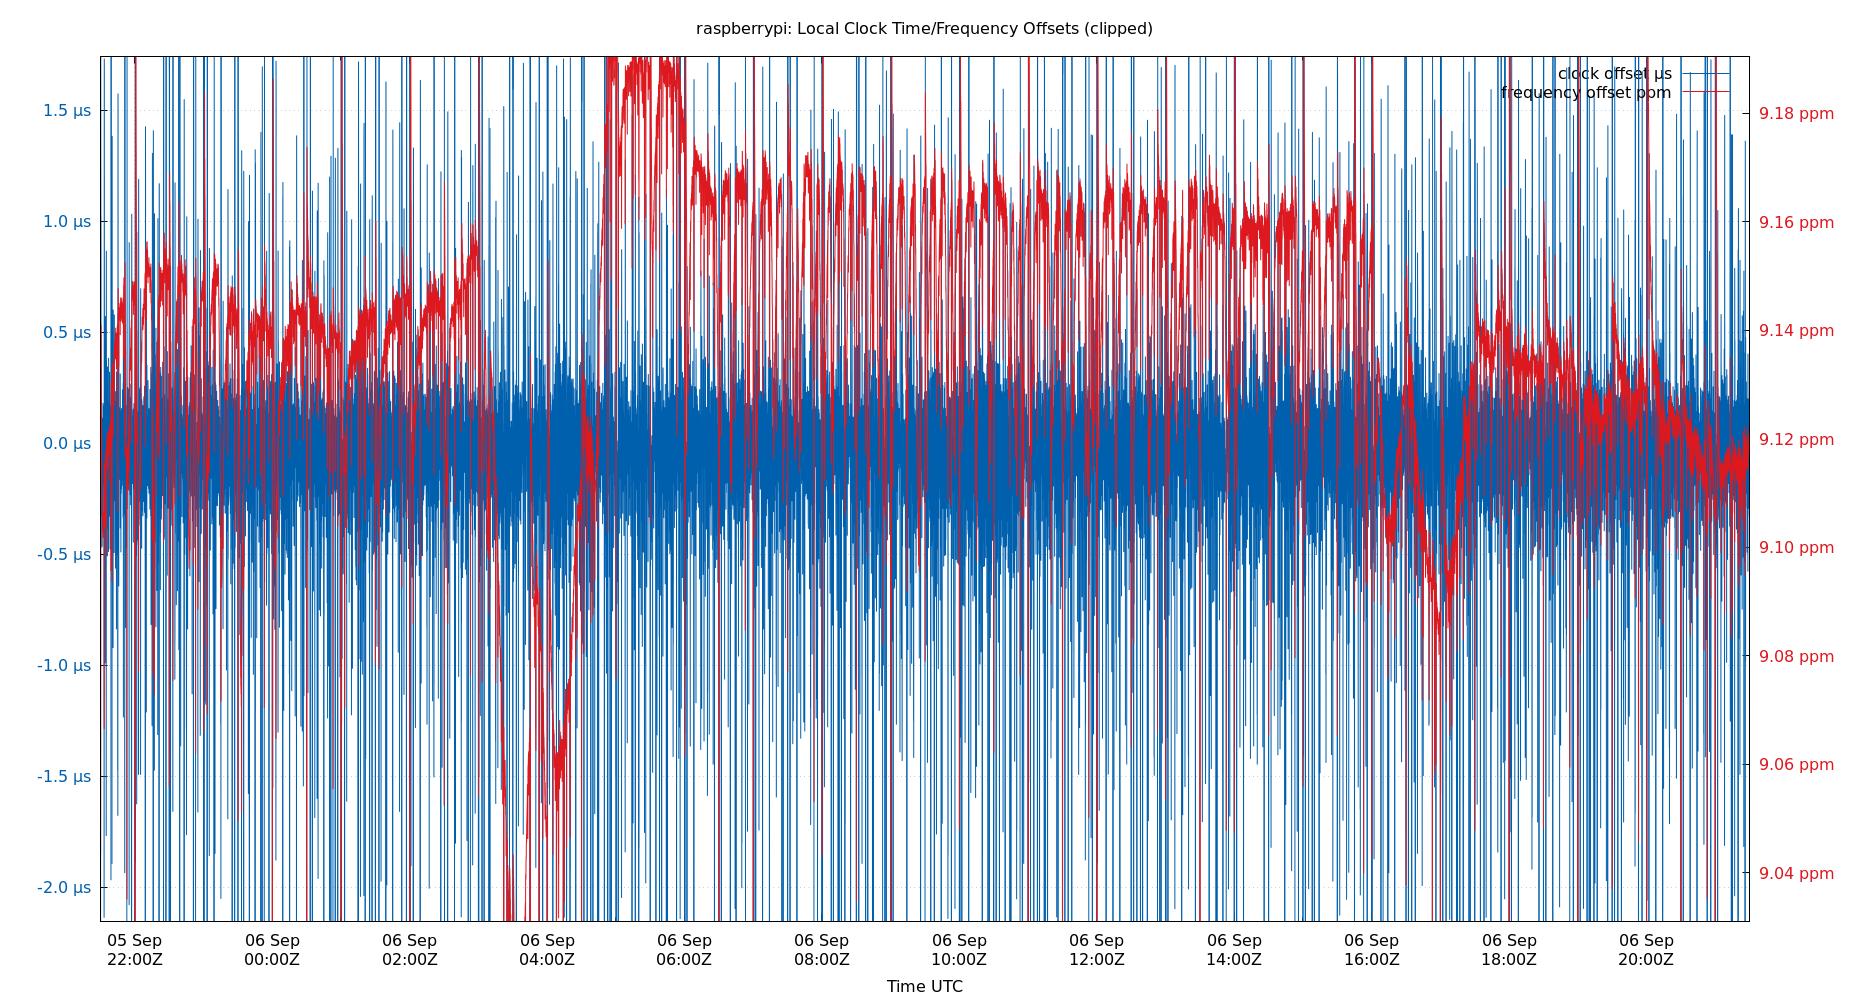 raspberrypi: Local Clock Time/Frequency Offsets (clipped)
clock offset µs
frequency offset ppm
1.5 µs
1.0 µs
0.5 µs
0.0 µs
-0.5 µs
-1.0 µs
-1.5 µs
-2.0 µs
9.18 ppm
9.16 ppm
9.14 ppm
9.12 ppm
9.10 ppm
9.08 ppm
9.06 ppm
9.04 ppm
05 Sep 06 Sep 06 Sep 06 Sep 06 Sep 06 Sep 06 Sep 06 Sep 06 Sep 06 Sep 06 Sep 06 Sep
22:00Z 00:00Z 02:00Z 04:00Z 06:00Z 08:00Z 10:00Z 12:00Z 14:00Z 16:00Z 18:00Z 20:00Z
Time UTC